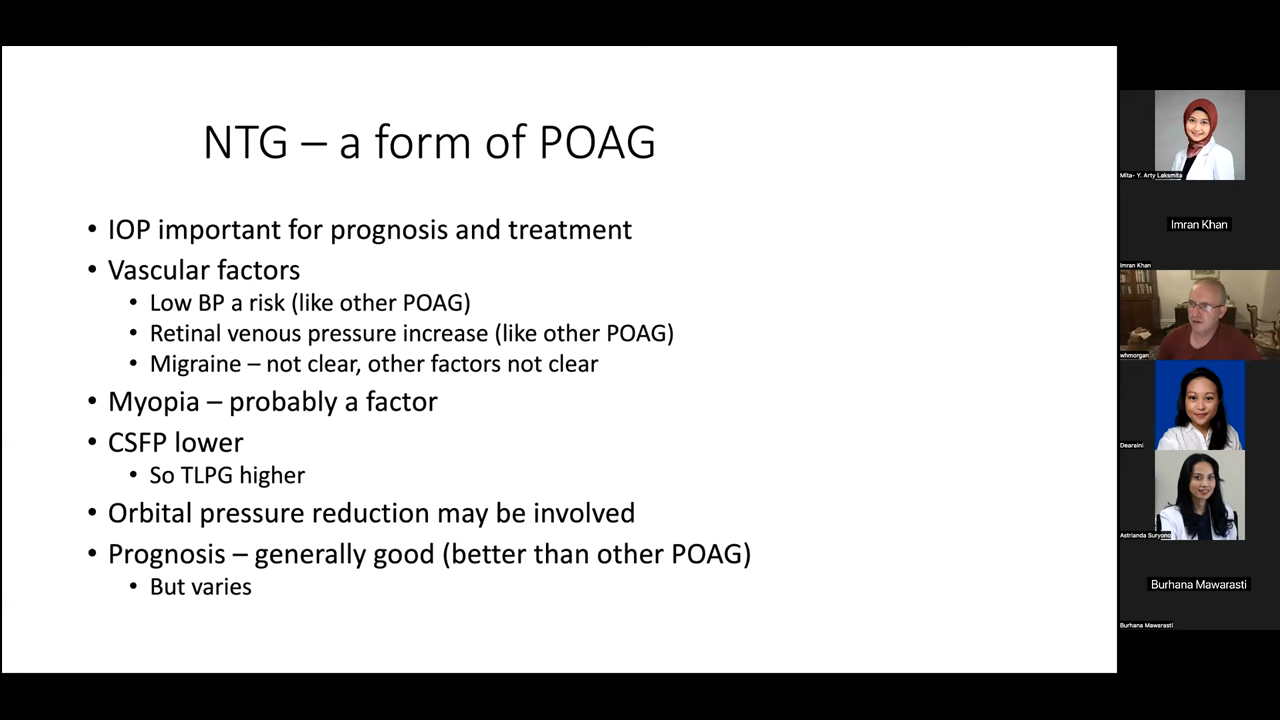 NTG – a form of POAG
• IOP important for prognosis and treatment
• Vascular factors
• Low BP a risk (like other POAG)
• Retinal venous pressure increase (like other POAG)
• Migraine – not clear, other factors not clear
• Myopia – probably a factor
• CSFP lower
• So TLPG higher
• Orbital pressure reduction may be involved
• Prognosis – generally good (better than other POAG)
• But varies
Mita- Y. Arty Laksmita
Imran Khan
Imran Khan
whmorgan
Dearaini
Astrianda Suryono
Burhana Mawarasti
Burhana Mawarasti